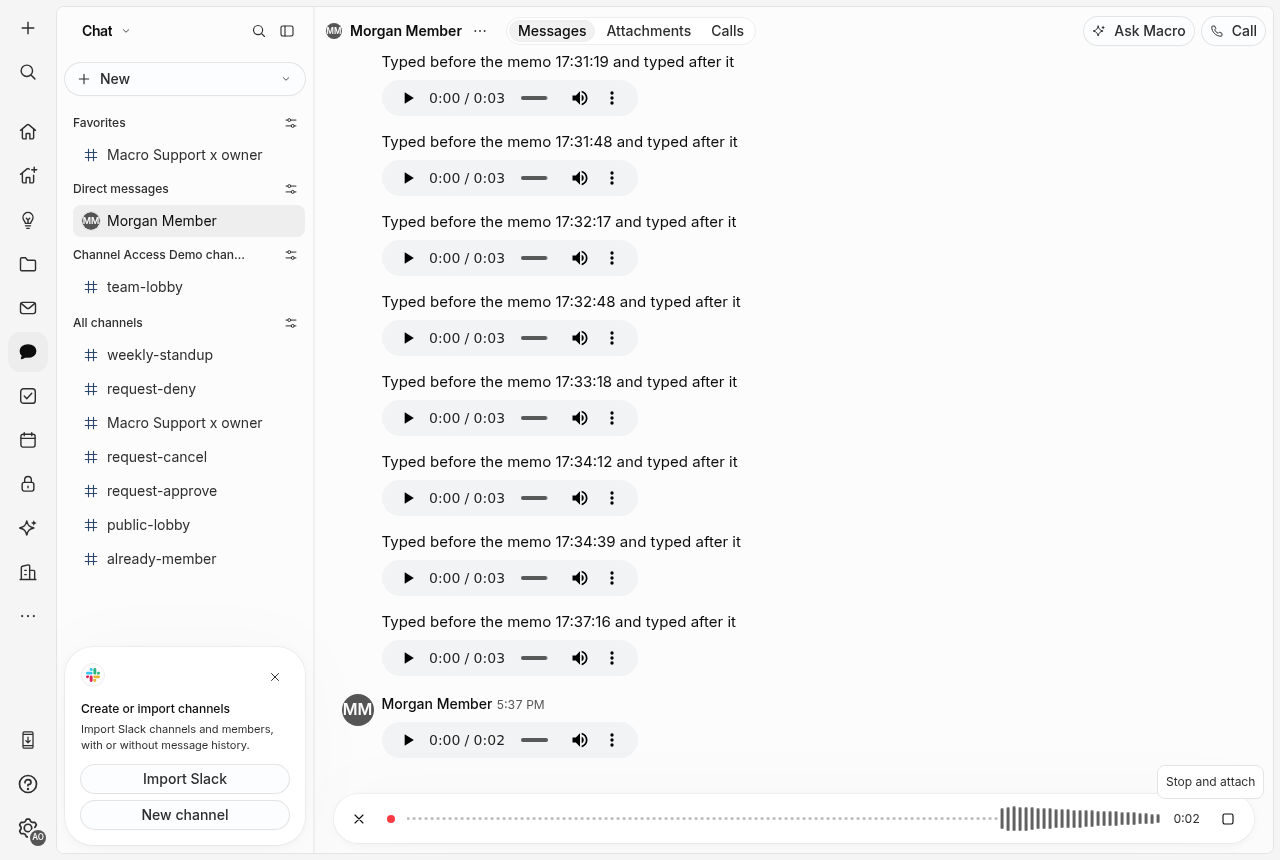 Chat
New
Favorites
Macro Support x owner
Direct messages
MM Morgan Member
Channel Access Demo chan...
team-lobby
All channels
weekly-standup
request-deny
Macro Support x owner
request-cancel
request-approve
public-lobby
already-member
Create or import channels
Import Slack channels and members,
with or without message history.
Import Slack
New channel
AO
MM Morgan Member
Messages Attachments Calls
Ask Macro
Call
Typed before the memo 17:31:19 and typed after it
0:00 / 0:03
Typed before the memo 17:31:48 and typed after it
0:00 / 0:03
Typed before the memo 17:32:17 and typed after it
0:00 / 0:03
Typed before the memo 17:32:48 and typed after it
0:00 / 0:03
Typed before the memo 17:33:18 and typed after it
0:00 / 0:03
Typed before the memo 17:34:12 and typed after it
0:00 / 0:03
Typed before the memo 17:34:39 and typed after it
0:00 / 0:03
Typed before the memo 17:37:16 and typed after it
0:00 / 0:03
MM Morgan Member 5:37 PM
0:00 / 0:02
Stop and attach
0:02